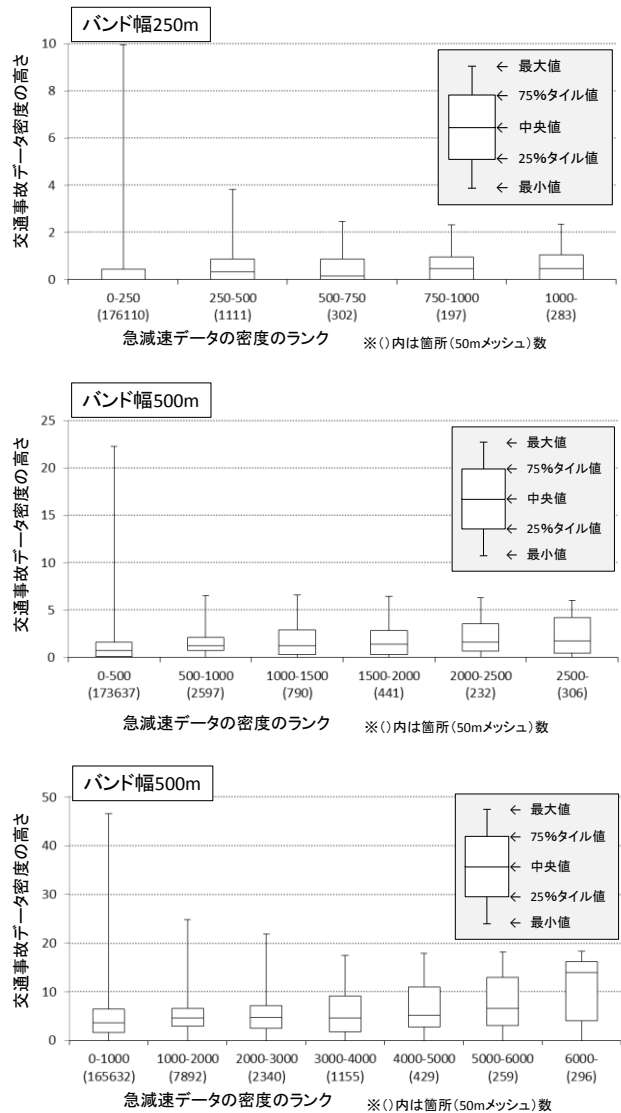 バンド幅250m
交通事故データ密度の高さ
10
8
6
4
2
0
← 最大値
← 75%タイル値
← 中央値
← 25%タイル値
← 最小値
0-250 250-500 500-750 750-1000 1000-
(176110) (1111) (302) (197) (283)
急減速データの密度のランク ※()内は箇所(50mメッシュ)数
バンド幅500m
交通事故データ密度の高さ
25
20
15
10
5
0
← 最大値
← 75%タイル値
← 中央値
← 25%タイル値
← 最小値
0-500 500-1000 1000-1500 1500-2000 2000-2500 2500-
(173637) (2597) (790) (441) (232) (306)
急減速データの密度のランク ※()内は箇所(50mメッシュ)数
バンド幅500m
交通事故データ密度の高さ
50
40
30
20
10
0
← 最大値
← 75%タイル値
← 中央値
← 25%タイル値
← 最小値
0-1000 1000-2000 2000-3000 3000-4000 4000-5000 5000-6000 6000-
(165632) (7892) (2340) (1155) (429) (259) (296)
急減速データの密度のランク ※()内は箇所(50mメッシュ)数